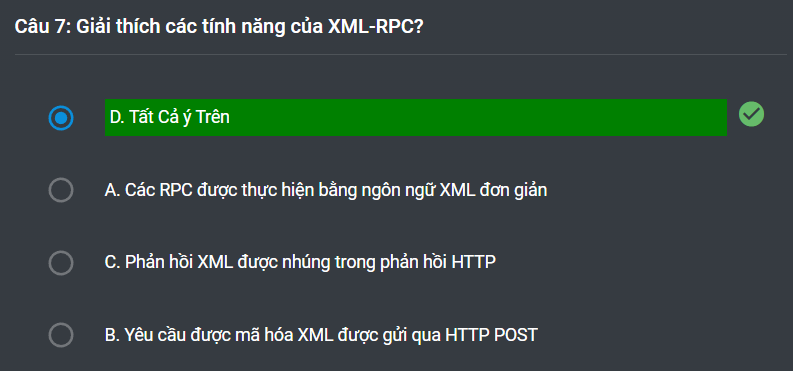 Câu 7: Giải thích các tính năng của XML-RPC?
D. Tất Cả ý Trên
A. Các RPC được thực hiện bằng ngôn ngữ XML đơn giản
C. Phản hồi XML được nhúng trong phản hồi HTTP
B. Yêu cầu được mã hóa XML được gửi qua HTTP POST